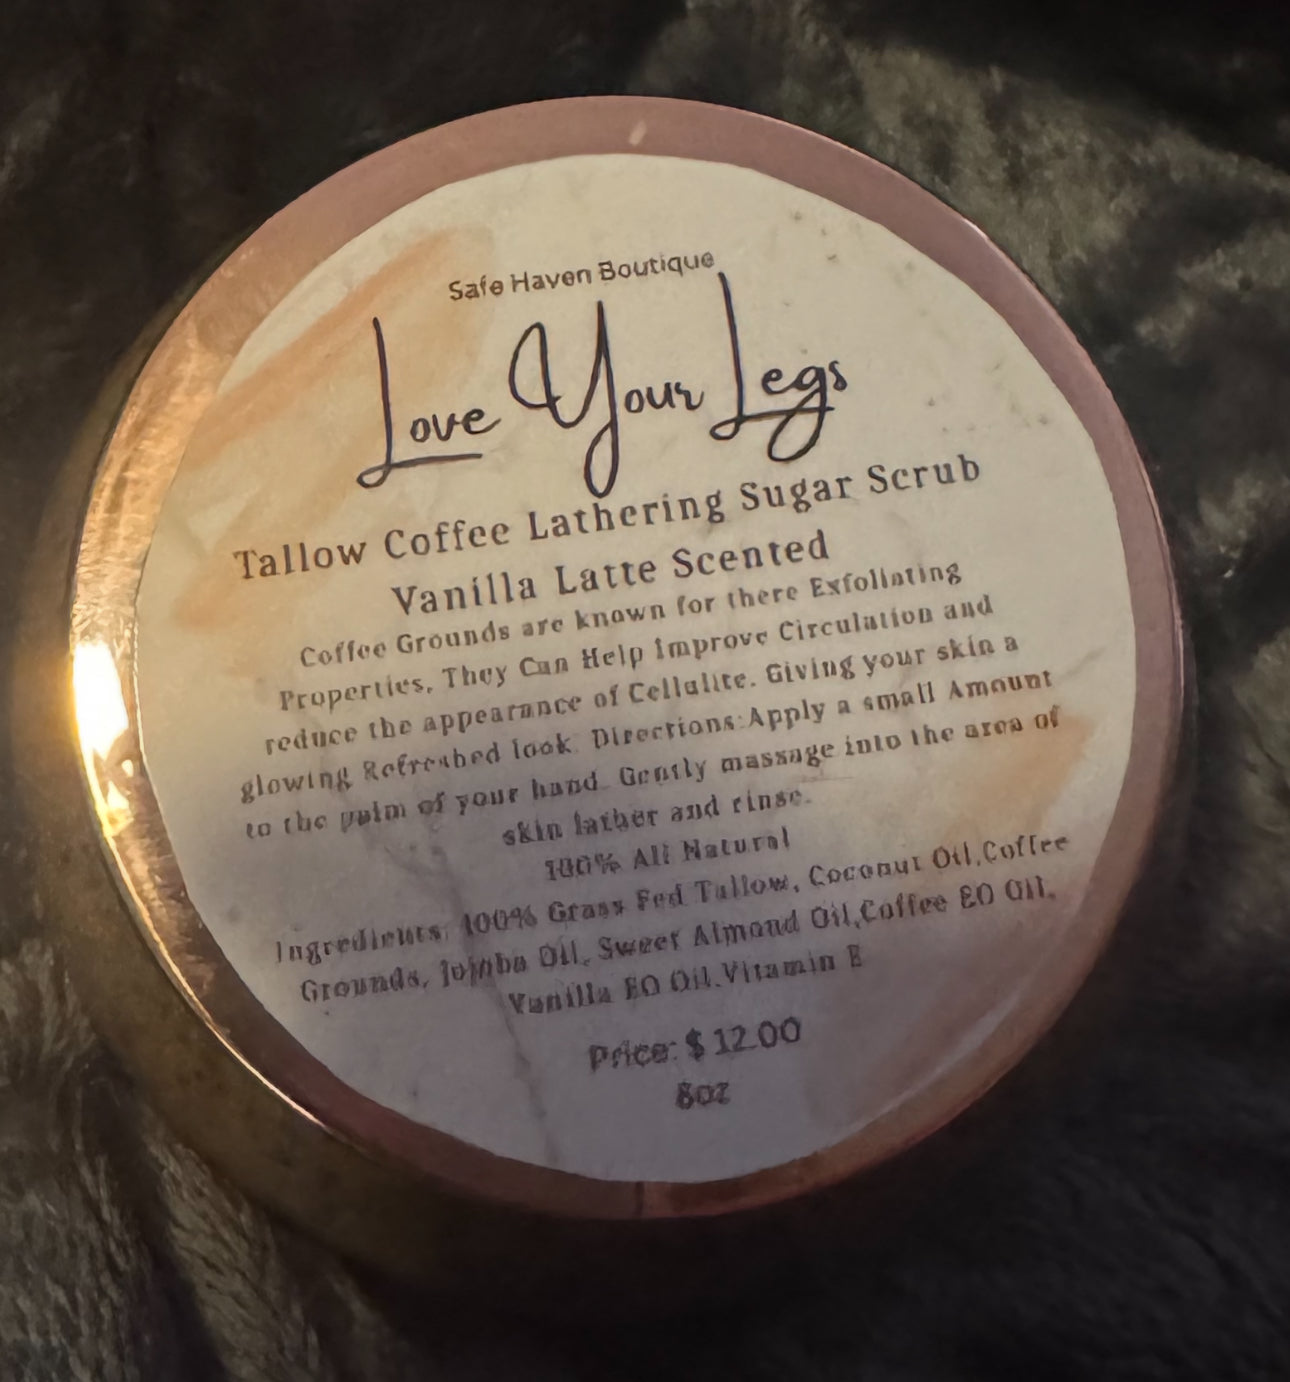 Safe Haven Boutique
Love Your Legs
Tallow Coffee Lathering Sugar Scrub
Vanilla Latte Scented
Coffee Grounds are known for there Exfoliating
Properties, They Can Help Improve Circulation and
reduce the appearance of Cellulite. Giving your skin a
glowing Refreshed look. Directions:Apply a small Amount
to the palm of your hand. Gently massage into the area of
skin lather and rinse.
100% All Natural
Ingredients: 100% Grass Fed Tallow, Coconut Oil,Coffee
Grounds, Jojoba Oil, Sweet Almond Oil,Coffee EO Oil,
Vanilla EO Oil.Vitamin E
Price: $ 12.00
8oz